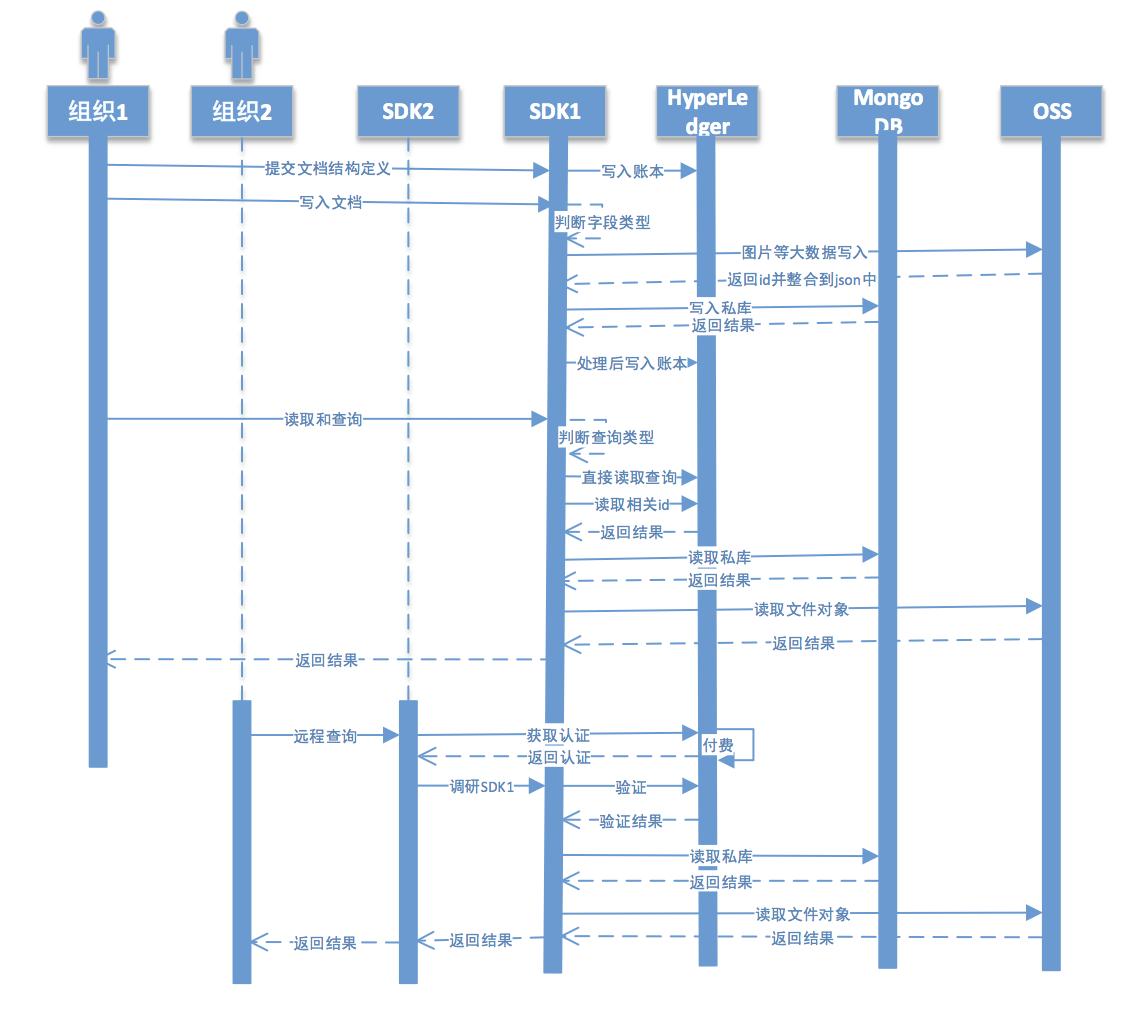 组织1
组织2
SDK2
SDK1
HyperLe
dger
Mongo
DB
OSS
提交文档结构定义
写入账本
写入文档
判断字段类型
图片等大数据写入
返回id并整合到json中
写入私库
返回结果
处理后写入账本
读取和查询
判断查询类型
直接读取查询
读取相关id
返回结果
读取私库
返回结果
读取文件对象
返回结果
返回结果
远程查询
获取认证
付费
返回认证
调研SDK1
验证
验证结果
读取私库
返回结果
读取文件对象
返回结果
返回结果
返回结果